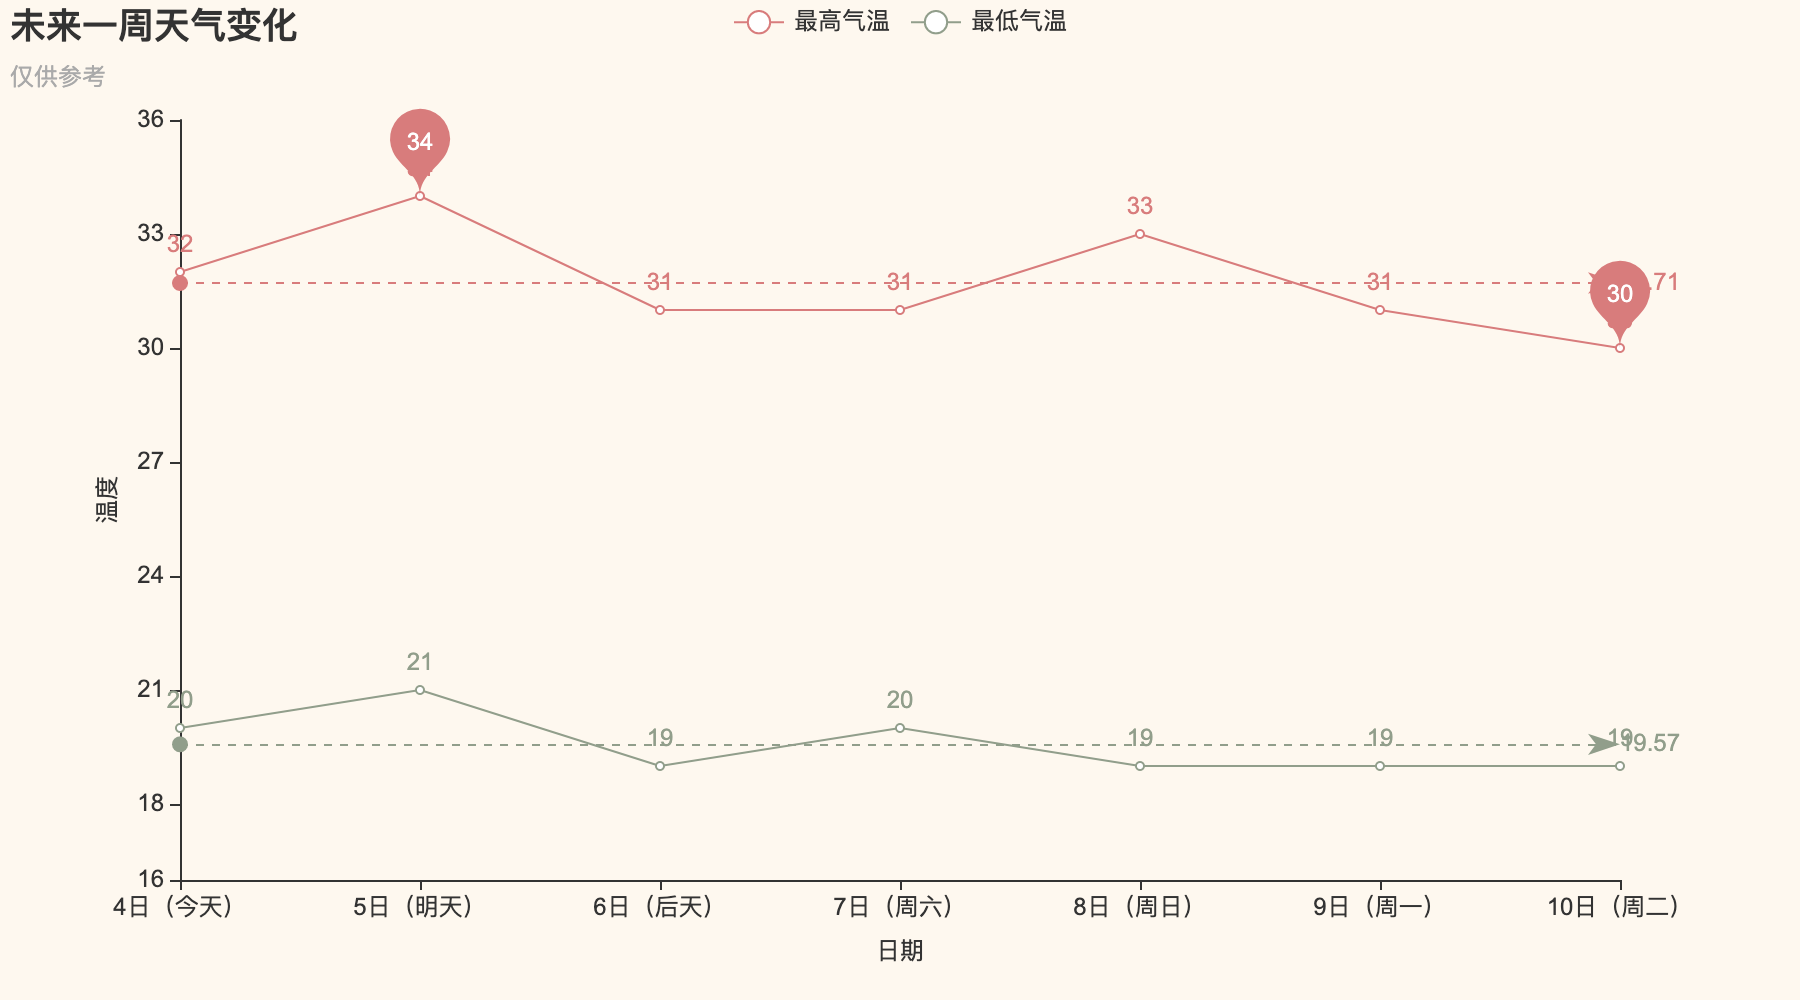 未来一周天气变化
最高气温 最低气温
仅供参考
36
34
33
33
32
31 31 31
.71
30
30
27
温度
24
21
21
20 20
19 19 19 19
19.57
18
16
4日（今天） 5日（明天） 6日（后天） 7日（周六） 8日（周日） 9日（周一） 10日（周二）
日期